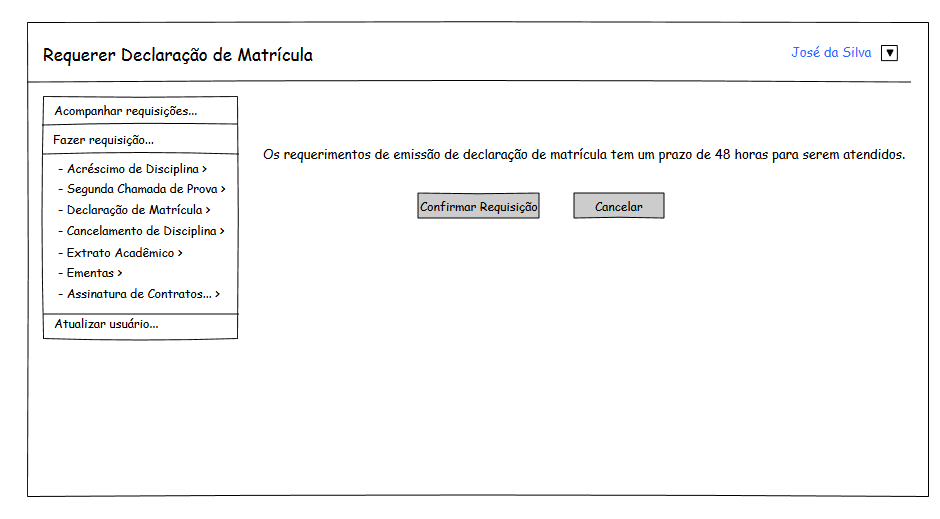 Requerer Declaração de Matrícula
José da Silva
Acompanhar requisições...
Fazer requisição...
- Acréscimo de Disciplina >
- Segunda Chamada de Prova >
- Declaração de Matrícula >
- Cancelamento de Disciplina >
- Extrato Acadêmico >
- Ementas >
- Assinatura de Contratos... >
Atualizar usuário...
Os requerimentos de emissão de declaração de matrícula tem um prazo de 48 horas para serem atendidos.
Confirmar Requisição
Cancelar